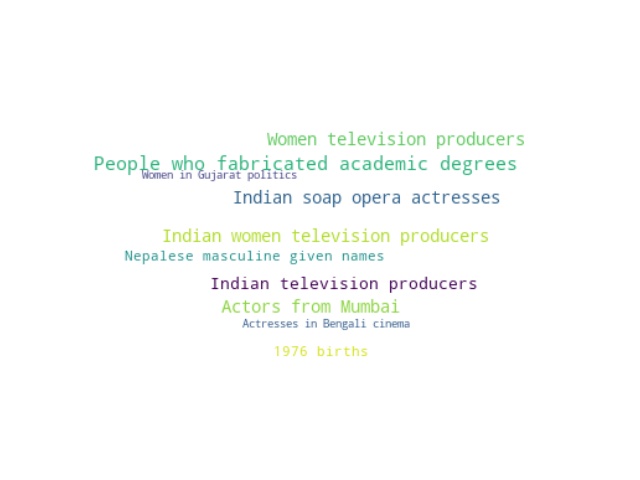 Women television producers
People who fabricated academic degrees
Women in Gujarat politics
Indian soap opera actresses
Indian women television producers
Nepalese masculine given names
Indian television producers
Actors from Mumbai
Actresses in Bengali cinema
1976 births